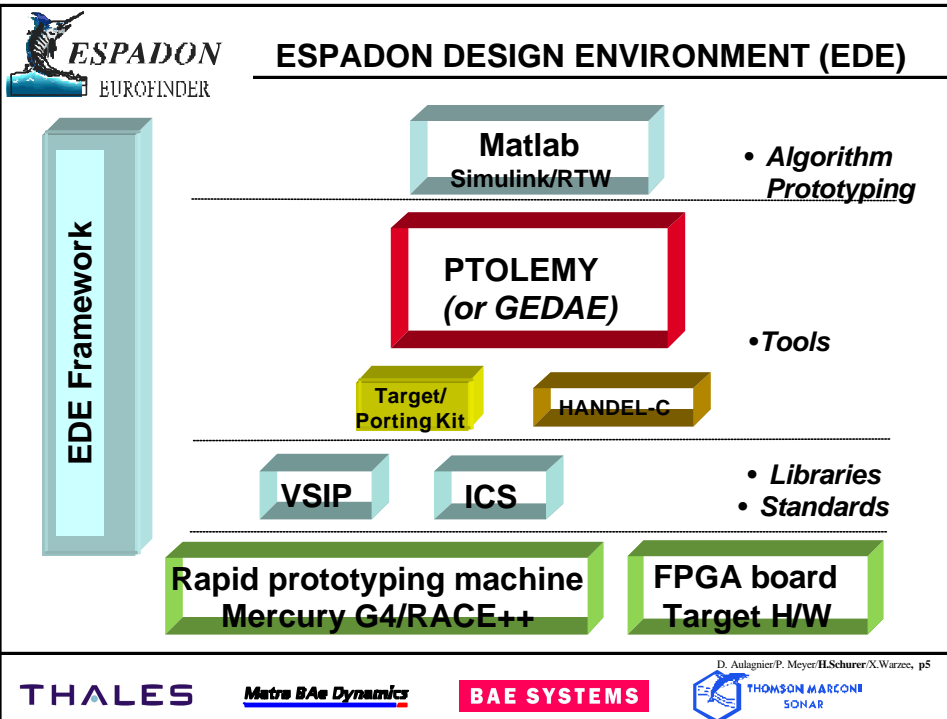 ESPADON
EUROFINDER
ESPADON DESIGN ENVIRONMENT (EDE)
EDE Framework
Matlab
Simulink/RTW
• Algorithm
Prototyping
PTOLEMY
(or GEDAE)
•Tools
Target/
Porting Kit
HANDEL-C
VSIP
ICS
• Libraries
• Standards
Rapid prototyping machine
Mercury G4/RACE++
FPGA board
Target H/W
D. Aulagnier/P. Meyer/H.Schurer/X.Warzee, p5
THALES
Matra BAe Dynamics
BAE SYSTEMS
THOMSON MARCONI
SONAR